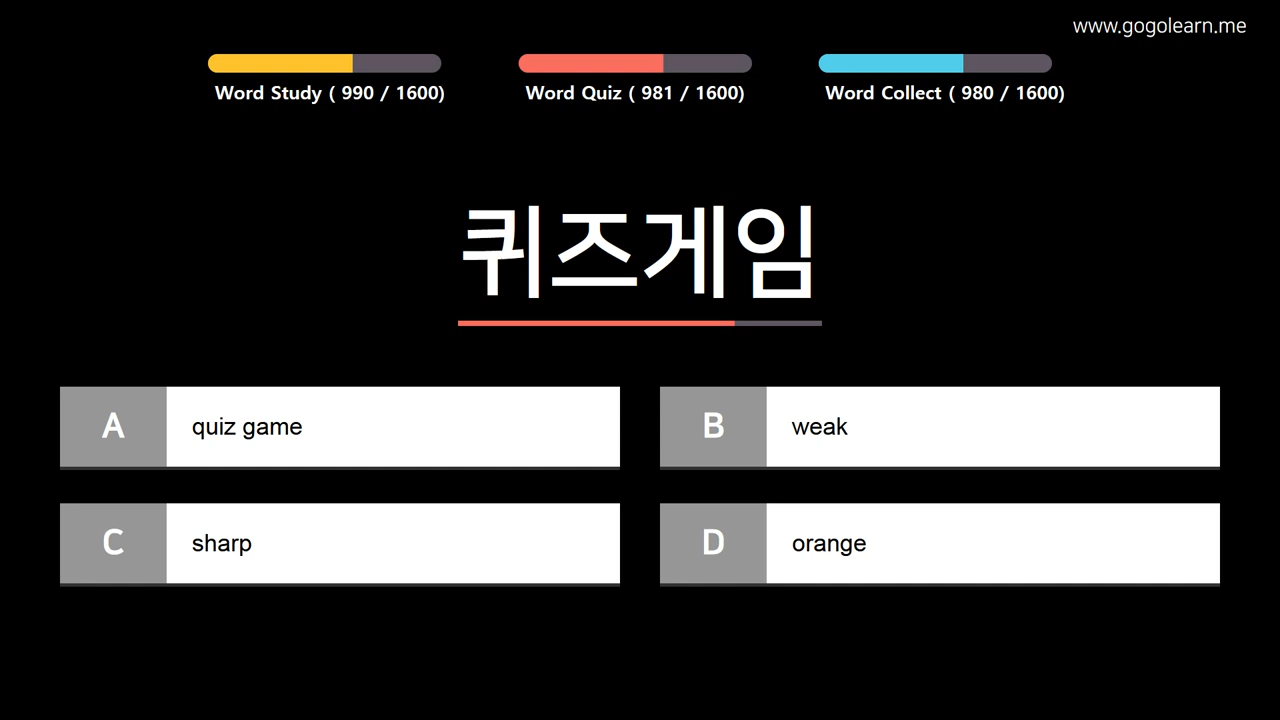 www.gogolearn.me
Word Study ( 990 / 1600)
Word Quiz ( 981 / 1600)
Word Collect ( 980 / 1600)
퀴즈게임
A quiz game
B weak
C sharp
D orange